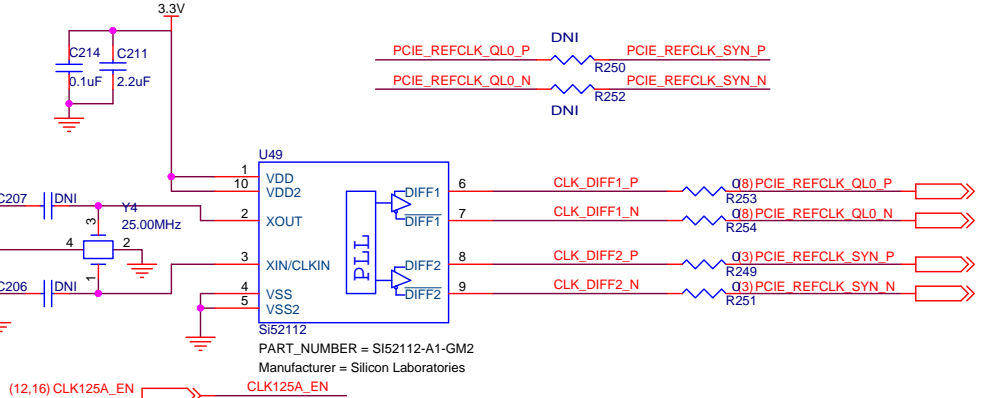 3.3V
C214
C211
0.1uF
2.2uF
DNI
PCIE_REFCLK_QL0_P
PCIE_REFCLK_SYN_P
R250
PCIE_REFCLK_QL0_N
PCIE_REFCLK_SYN_N
R252
DNI
U49
1
VDD
10
VDD2
C207
DNI
3
Y4
25.00MHz
2
XOUT
4
2
PLL
3
XIN/CLKIN
1
C206
DNI
4
VSS
5
VSS2
DIFF1
6
CLK_DIFF1_P
0
R253
(8) PCIE_REFCLK_QL0_P
DIFF1
7
CLK_DIFF1_N
0
R254
(8) PCIE_REFCLK_QL0_N
DIFF2
8
CLK_DIFF2_P
0
R249
(3) PCIE_REFCLK_SYN_P
DIFF2
9
CLK_DIFF2_N
0
R251
(3) PCIE_REFCLK_SYN_N
Si52112
PART_NUMBER = SI52112-A1-GM2
Manufacturer = Silicon Laboratories
(12,16) CLK125A_EN
CLK125A_EN